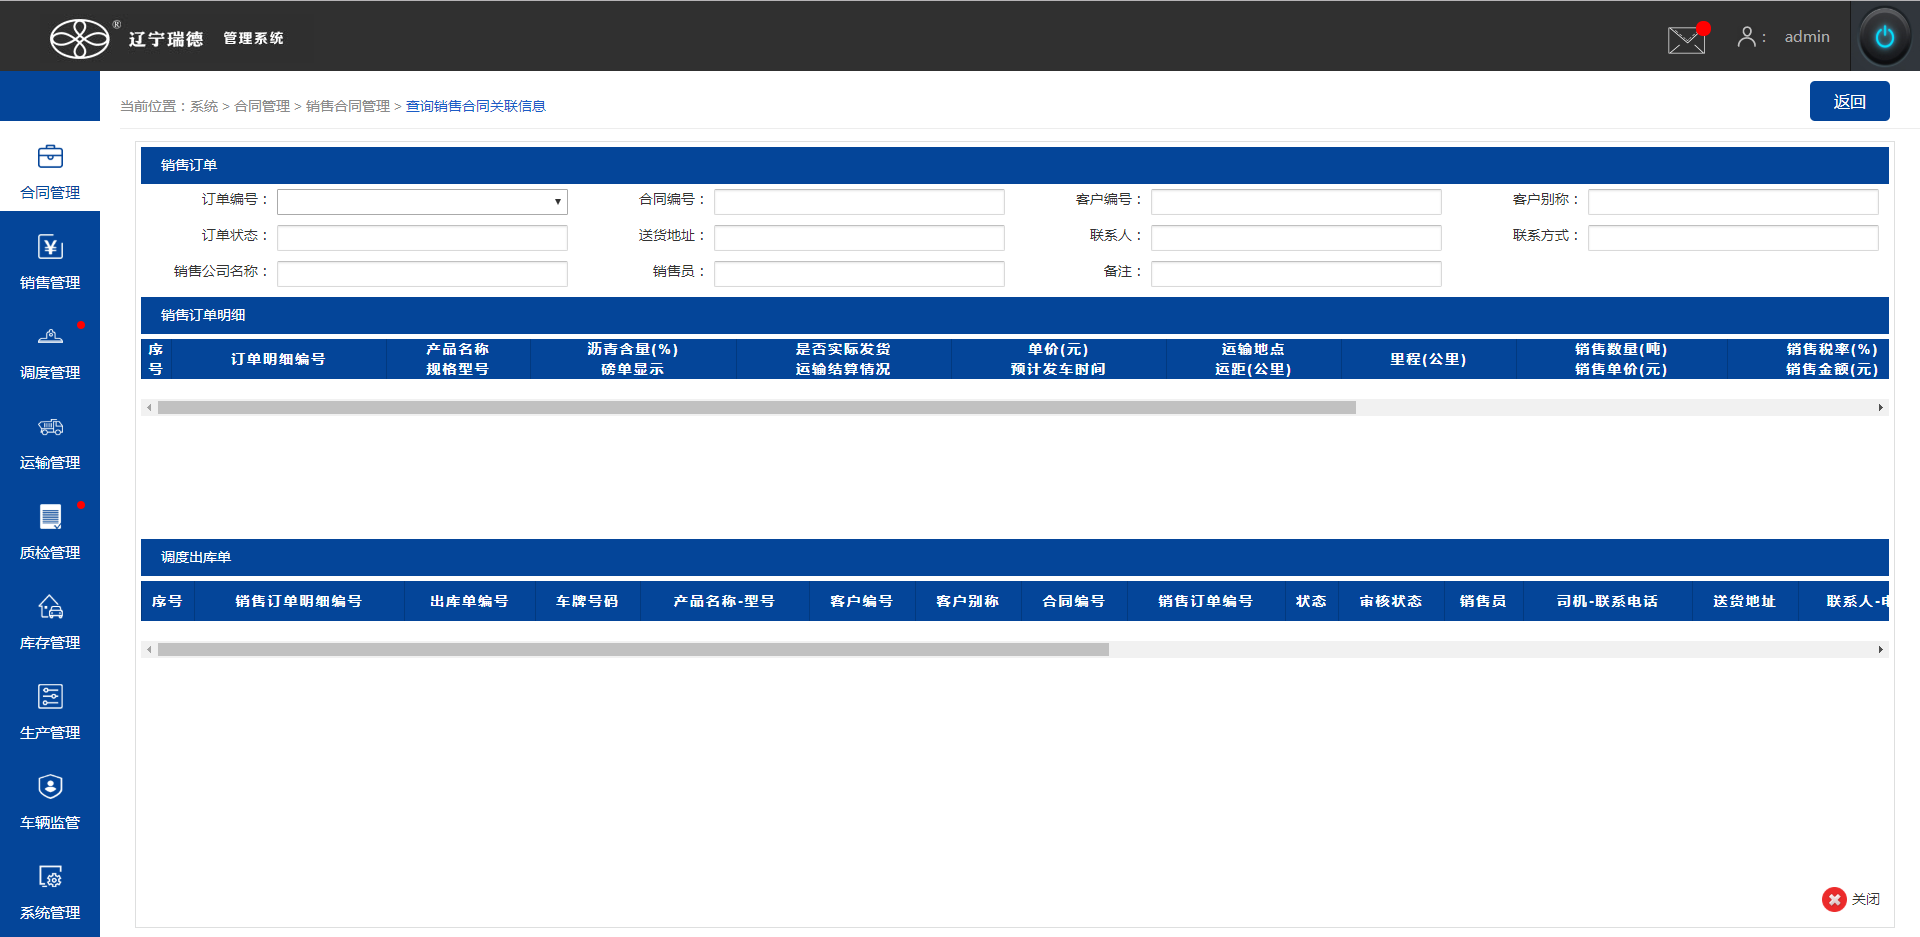 ® 辽宁瑞德 管理系统
: admin
当前位置：系统 > 合同管理 > 销售合同管理 > 查询销售合同关联信息
返回
合同管理
销售管理
调度管理
运输管理
质检管理
库存管理
生产管理
车辆监管
系统管理
销售订单
订单编号：
合同编号：
客户编号：
客户别称：
订单状态：
送货地址：
联系人：
联系方式：
销售公司名称：
销售员：
备注：
销售订单明细
序号
订单明细编号
产品名称
规格型号
沥青含量(%)
磅单显示
是否实际发货
运输结算情况
单价(元)
预计发车时间
运输地点
运距(公里)
里程(公里)
销售数量(吨)
销售单价(元)
销售税率(%)
销售金额(元)
调度出库单
序号 销售订单明细编号 出库单编号 车牌号码 产品名称-型号 客户编号 客户别称 合同编号 销售订单编号 状态 审核状态 销售员 司机-联系电话 送货地址 联系人-
关闭